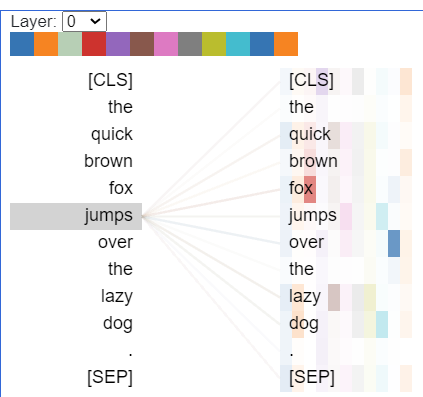 Layer: 0
[CLS] [CLS]
the the
quick quick
brown brown
fox fox
jumps jumps
over over
the the
lazy lazy
dog dog
. .
[SEP] [SEP]